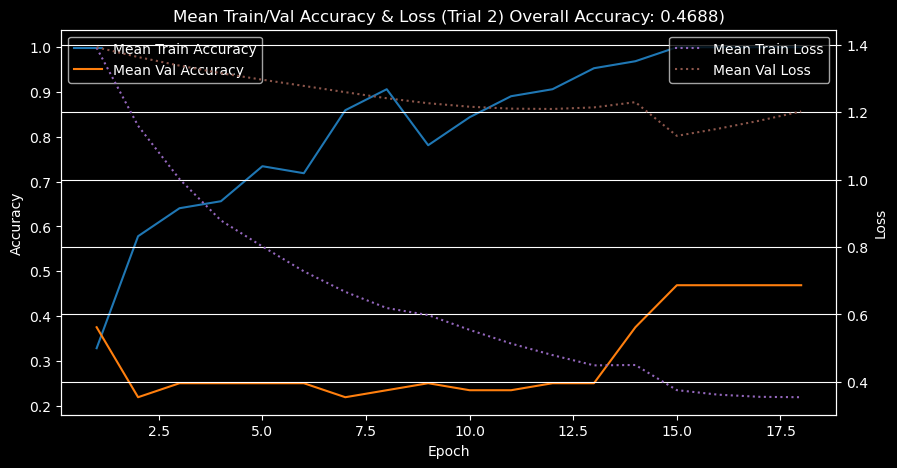 Mean Train/Val Accuracy & Loss (Trial 2) Overall Accuracy: 0.4688)
Mean Train Accuracy
Mean Val Accuracy
Mean Train Loss
Mean Val Loss
1.0
0.9
0.8
0.7
0.6
0.5
0.4
0.3
0.2
Accuracy
1.4
1.2
1.0
0.8
0.6
0.4
Loss
2.5 5.0 7.5 10.0 12.5 15.0 17.5
Epoch